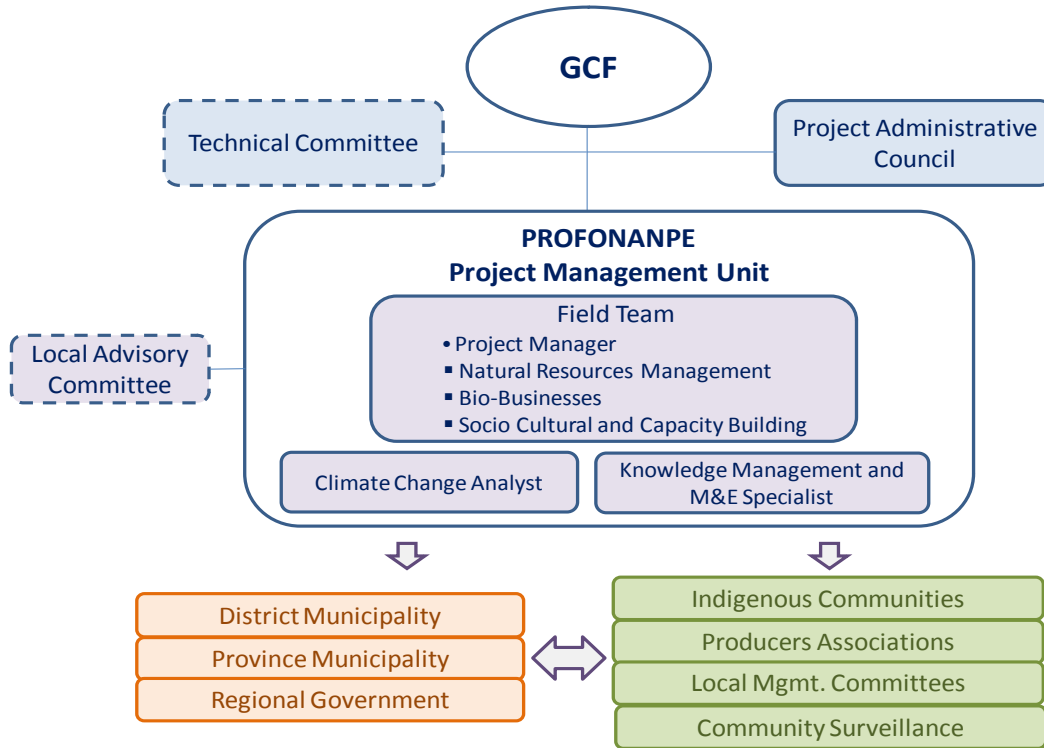 GCF
Technical Committee
Project Administrative
Council
PROFONANPE
Project Management Unit
Field Team
• Project Manager
▪ Natural Resources Management
▪ Bio-Businesses
▪ Socio Cultural and Capacity Building
Local Advisory
Committee
Climate Change Analyst
Knowledge Management and
M&E Specialist
District Municipality
Province Municipality
Regional Government
Indigenous Communities
Producers Associations
Local Mgmt. Committees
Community Surveillance